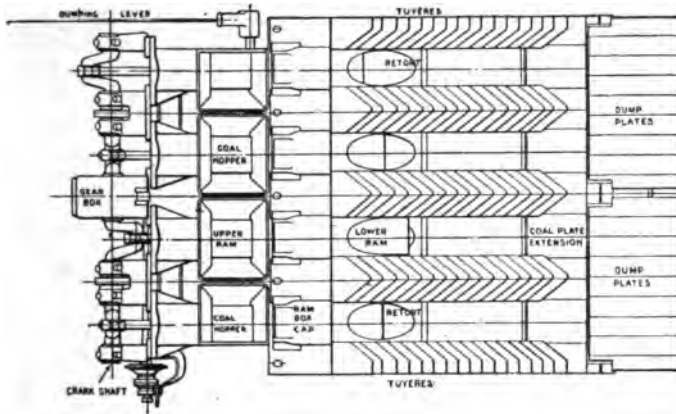 DUMPING LEVER
TUYÈRES
RETORT
DUMP
PLATES
COAL
HOPPER
GEAR
BOX
UPPER
RAM
LOWER
RAM
COAL PLATE
EXTENSION
DUMP
PLATES
COAL
HOPPER
RAM
BOX
CAP
RETORT
CRANK SHAFT
TUYERES